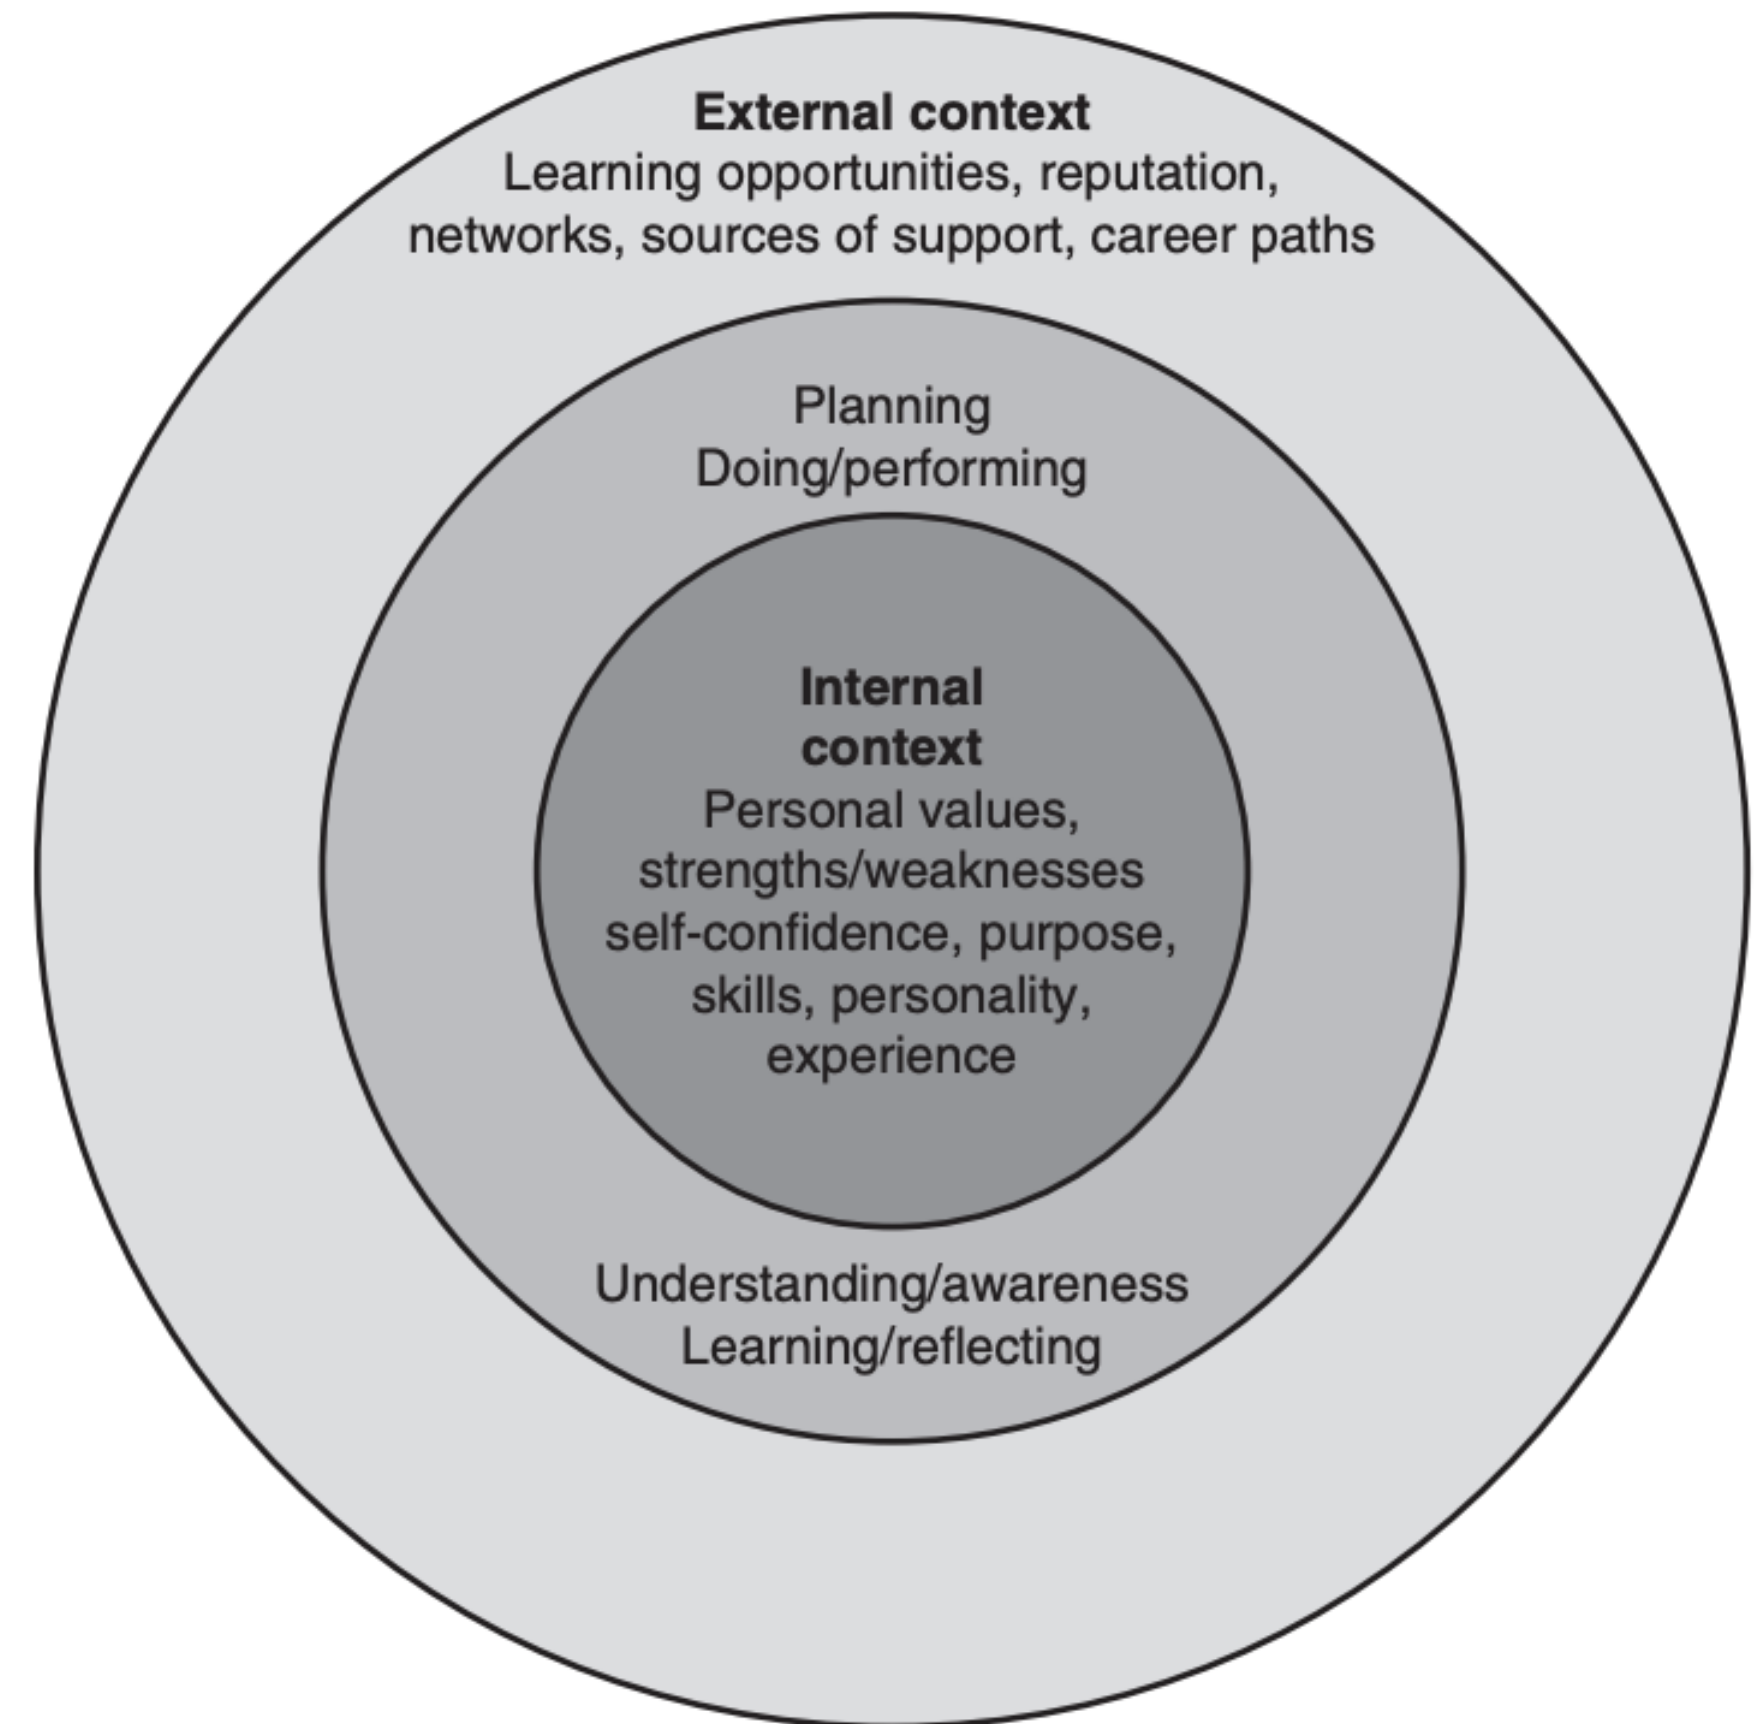 External context
Learning opportunities, reputation,
networks, sources of support, career paths
Planning
Doing/performing
Internal
context
Personal values,
strengths/weaknesses
self-confidence, purpose,
skills, personality,
experience
Understanding/awareness
Learning/reflecting